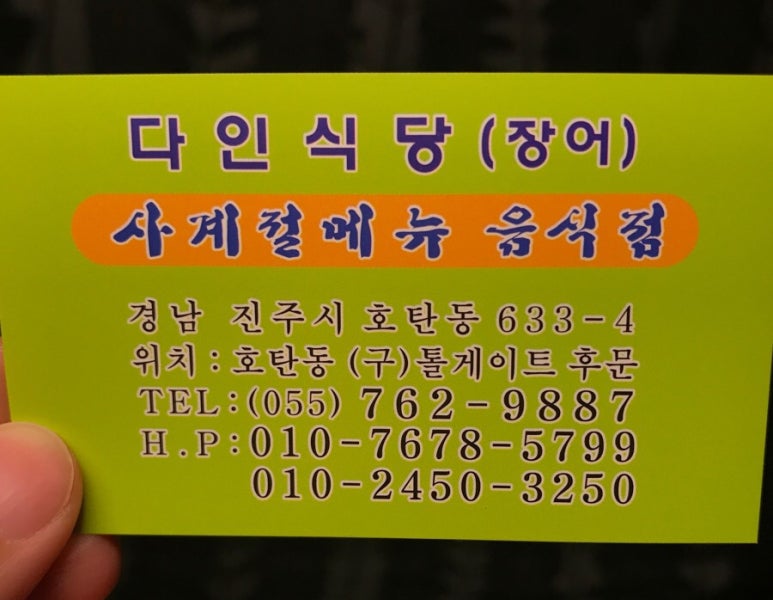 다인식당(장어)
사계절메뉴 음식점
경남 진주시 호탄동 633-4
위치 : 호탄동 (구)톨게이트 후문
TEL:(055) 762-9887
H.P:010-7678-5799
010-2450-3250